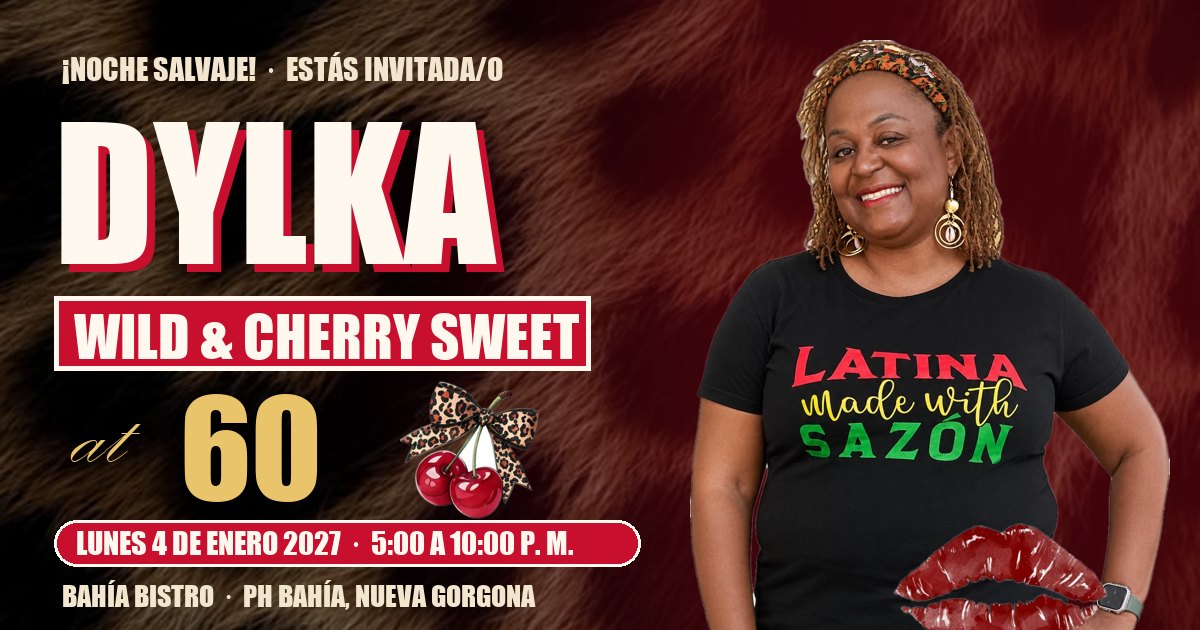 ¡NOCHE SALVAJE! · ESTÁS INVITADA/O
DYLKA
WILD & CHERRY SWEET
at 60
LUNES 4 DE ENERO 2027 · 5:00 A 10:00 P. M.
BAHÍA BISTRO · PH BAHÍA, NUEVA GORGONA
LATINA
made with
SAZÓN